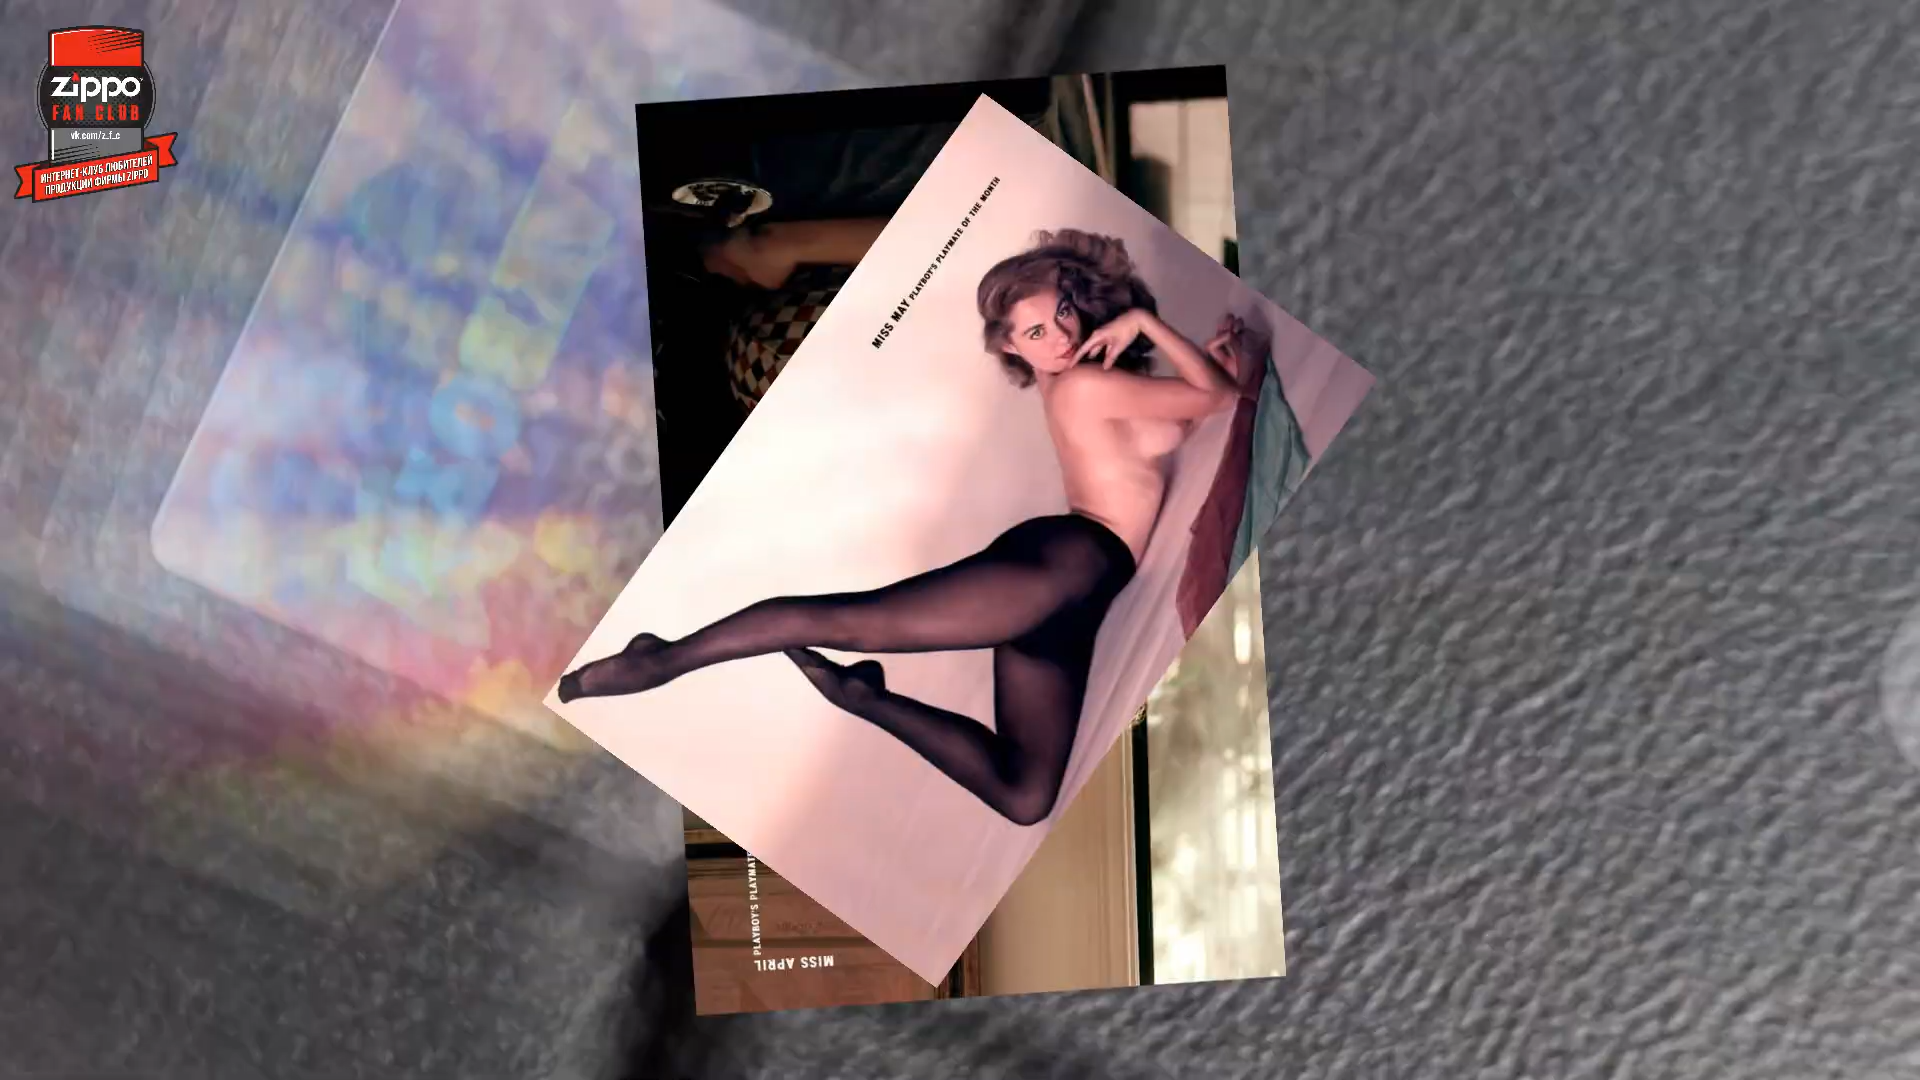 zippo
FAN CLUB
vk.com/z_f_c
ИНТЕРНЕТ-КЛУБ ЛЮБИТЕЛЕЙ
ПРОДУКЦИИ ФИРМЫ ZIPPO
MISS MAY PLAYBOY'S PLAYMATE OF THE MONTH
PLAYBOY'S PLAYMATE
MISS APRIL